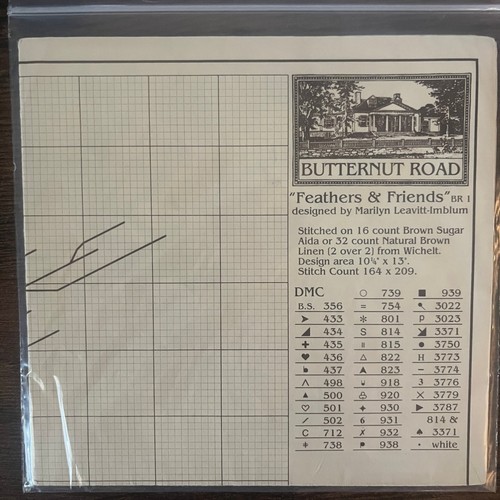 BUTTERNUT ROAD
"Feathers & Friends" BR 1
designed by Marilyn Leavitt-Imblum
Stitched on 16 count Brown Sugar
Aida or 32 count Natural Brown
Linen (2 over 2) from Wichelt.
Design area 10¼" x 13".
Stitch Count 164 x 209.
DMC
B.S. 356
433
434
435
436
437
498
500
501
502
C 712
738
739
754
801
S 814
815
822
823
918
920
930
6 931
932
938
939
3022
P 3023
3371
3750
H 3773
3774
3 3776
3779
3787
814 &
3371
white